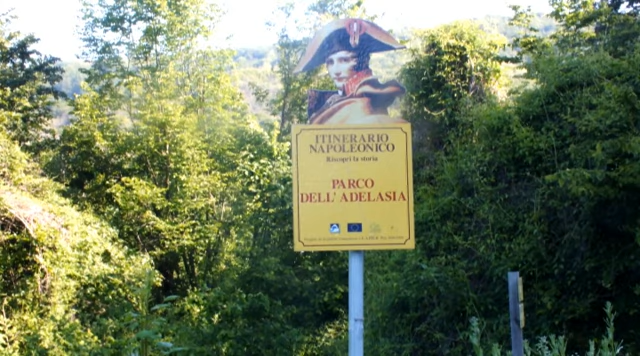 ITINERARIO
NAPOLEONICO
Riscopri la storia
PARCO
DELL' ADELASIA